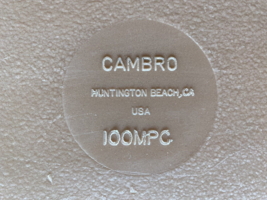 CAMBRO
HUNTINGTON BEACH, CA
USA
100MPC